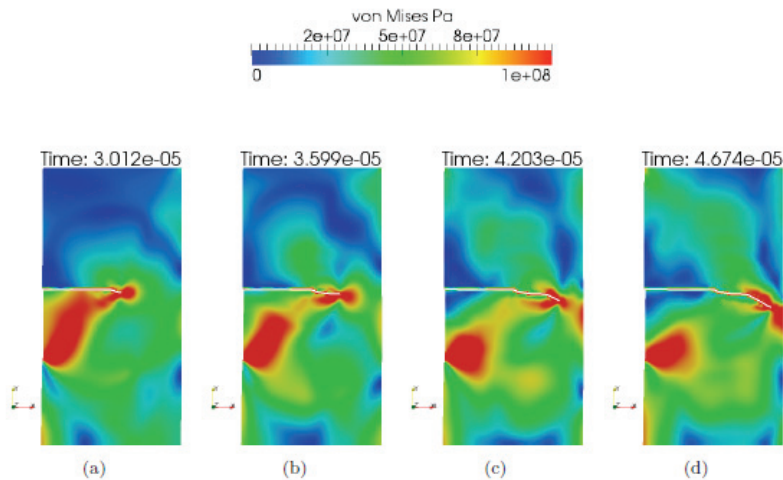 von Mises Pa
2e+07 5e+07 8e+07
0 1e+08
Time: 3.012e-05 Time: 3.599e-05 Time: 4.203e-05 Time: 4.674e-05
(a) (b) (c) (d)